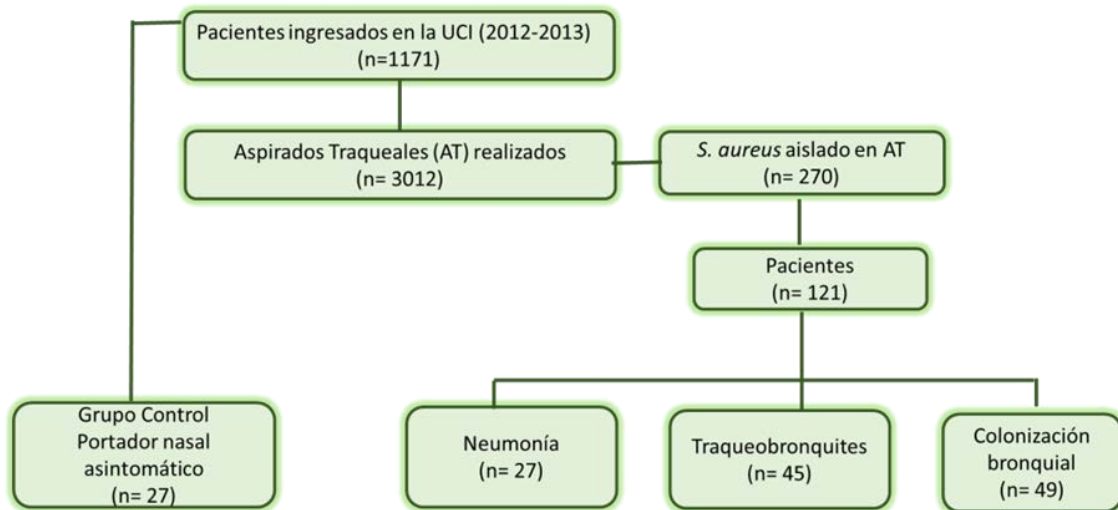 Pacientes ingresados en la UCI (2012-2013)
(n=1171)
Aspirados Traqueales (AT) realizados
(n= 3012)
S. aureus aislado en AT
(n= 270)
Pacientes
(n= 121)
Grupo Control
Portador nasal
asintomático
(n= 27)
Neumonía
(n= 27)
Traqueobronquites
(n= 45)
Colonización
bronquial
(n= 49)